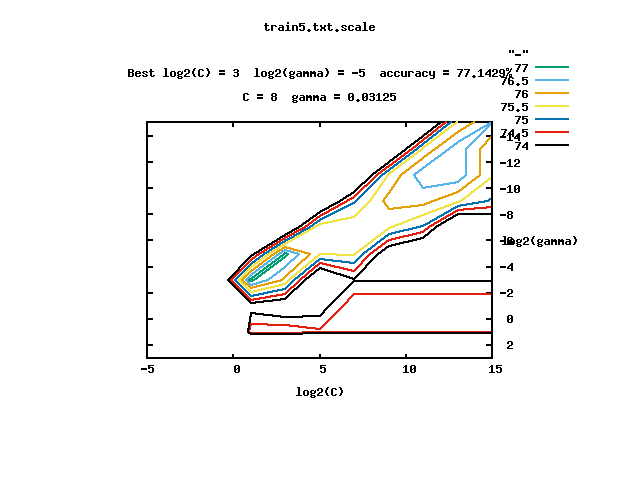 train5.txt.scale
"-"
Best log2(C) = 3  log2(gamma) = -5  accuracy = 77.1429%
77
76.5
C = 8  gamma = 0.03125
76
75.5
75
74.5
74
-14
-12
-10
-8
-6
log2(gamma)
-4
-2
0
2
-5 0 5 10 15
log2(C)